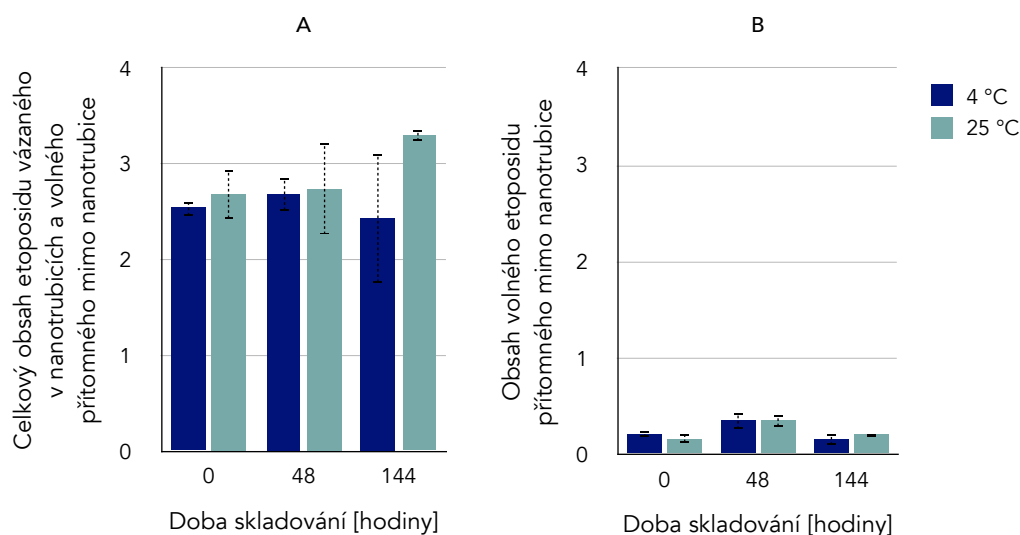 A
Celkový obsah etoposidu vázaného
v nanotrubicích a volného
přítomného mimo nanotrubice
4
3
2
1
0
0 48 144
Doba skladování [hodiny]
B
Obsah volného etoposidu
přítomného mimo nanotrubice
4
3
2
1
0
0 48 144
Doba skladování [hodiny]
4 °C
25 °C